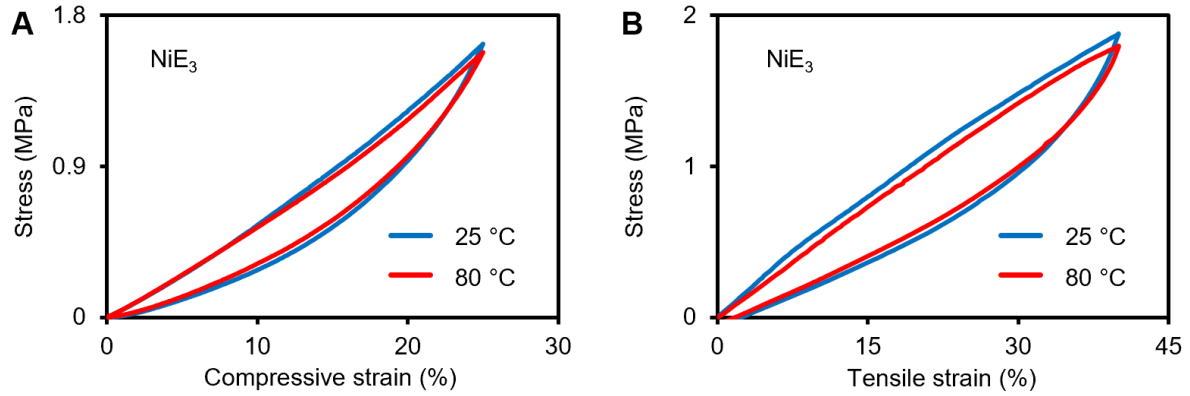 A
1.8
NiE₃
Stress (MPa)
0.9
25 °C
80 °C
0
0
10
20
30
Compressive strain (%)
B
2
NiE₃
Stress (MPa)
1
25 °C
80 °C
0
0
15
30
45
Tensile strain (%)